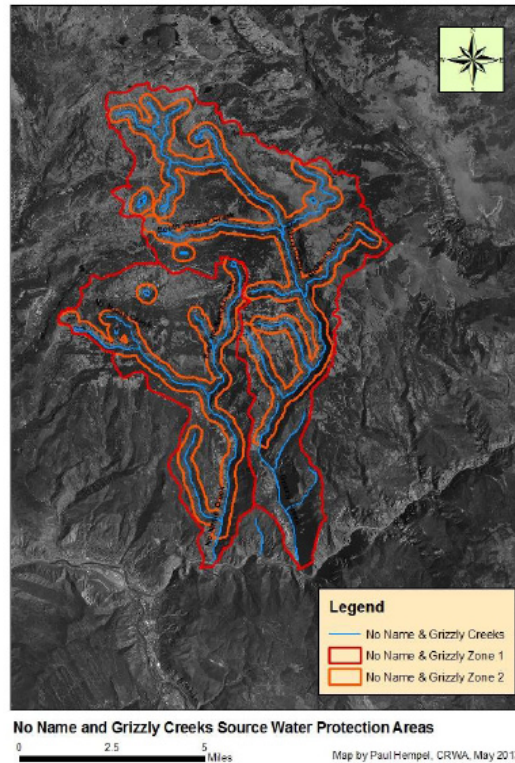 N
W
E
S
Legend
No Name & Grizzly Creeks
No Name & Grizzly Zone 1
No Name & Grizzly Zone 2
No Name and Grizzly Creeks Source Water Protection Areas
0 2.5 5
Miles
Map by Paul Hempel, CRWA, May 201